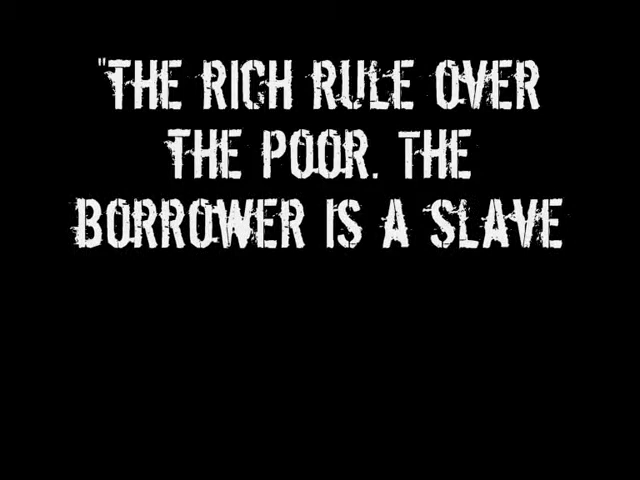 "THE RICH RULE OVER
THE POOR. THE
BORROWER IS A SLAVE